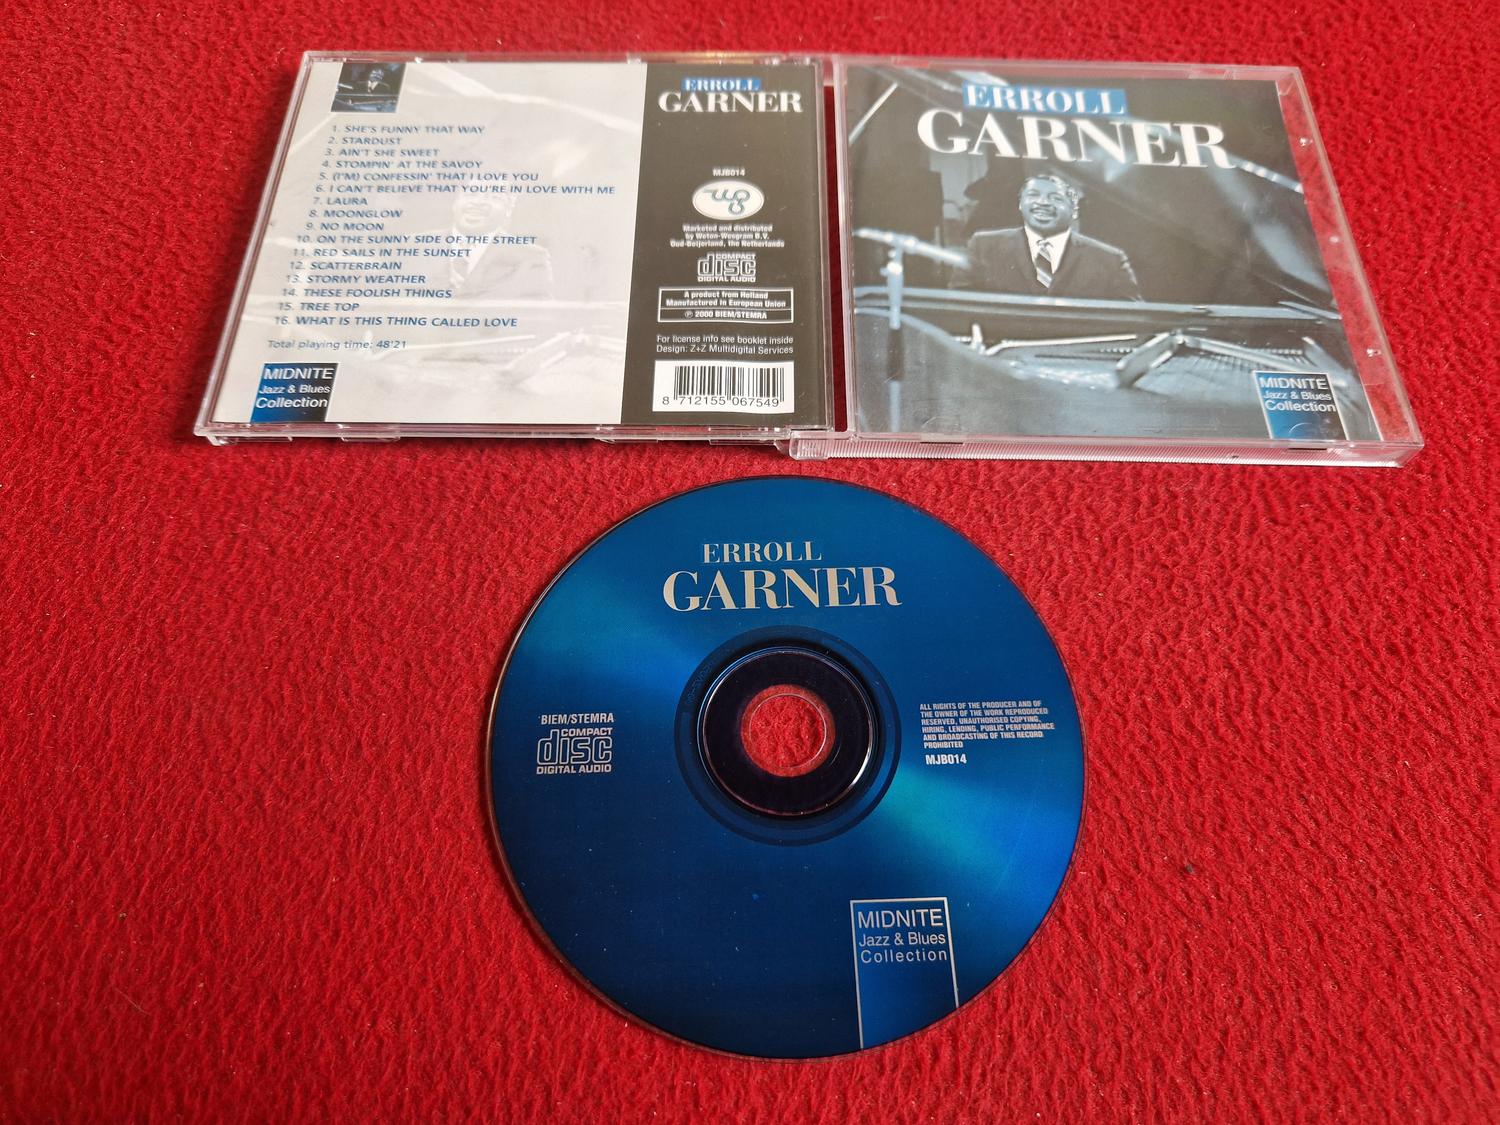 1. SHE'S FUNNY THAT WAY
2. STARDUST
3. AIN'T SHE SWEET
4. STOMPIN' AT THE SAVOY
5. (I'M) CONFESSIN' THAT I LOVE YOU
6. I CAN'T BELIEVE THAT YOU'RE IN LOVE WITH ME
7. LAURA
8. MOONGLOW
9. NO MOON
10. ON THE SUNNY SIDE OF THE STREET
11. RED SAILS IN THE SUNSET
12. SCATTERBRAIN
13. STORMY WEATHER
14. THESE FOOLISH THINGS
15. TREE TOP
16. WHAT IS THIS THING CALLED LOVE
Total playing time: 48'21
MIDNITE
Jazz & Blues
Collection
ERROLL
GARNER
MJB014
Marketed and distributed
by Weton-Wesgram B.V.
Oud-Beijerland, the Netherlands
COMPACT
disc
DIGITAL AUDIO
A product from Holland
Manufactured in European Union
℗ 2000 BIEM/STEMRA
For license info see booklet inside
Design: Z+Z Multidigital Services
8 712155 067549
ERROLL
GARNER
MIDNITE
Jazz & Blues
Collection
ERROLL
GARNER
BIEM/STEMRA
COMPACT
disc
DIGITAL AUDIO
ALL RIGHTS OF THE PRODUCER AND OF
THE OWNER OF THE WORK REPRODUCED
RESERVED, UNAUTHORISED COPYING,
HIRING, LENDING, PUBLIC PERFORMANCE
AND BROADCASTING OF THIS RECORD
PROHIBITED
MJB014
MIDNITE
Jazz & Blues
Collection